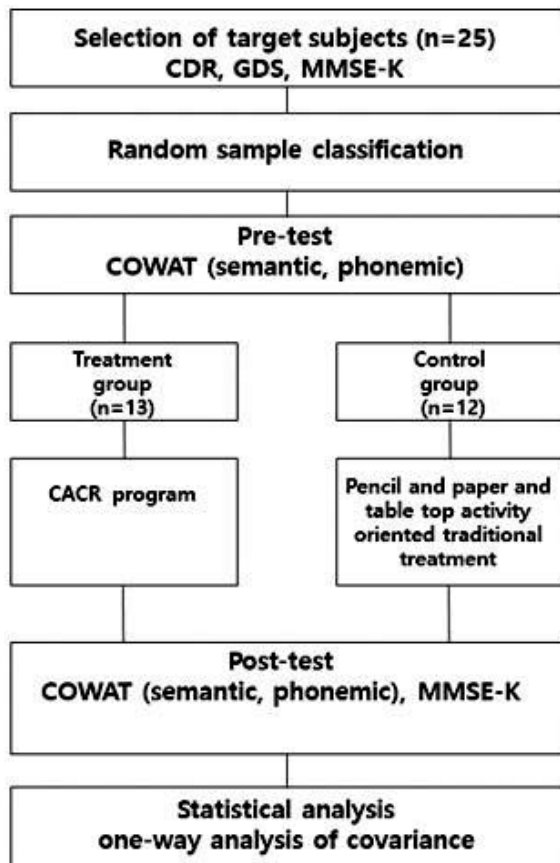 Selection of target subjects (n=25)
CDR, GDS, MMSE-K
Random sample classification
Pre-test
COWAT (semantic, phonemic)
Treatment
group
(n=13)
Control
group
(n=12)
CACR program
Pencil and paper and
table top activity
oriented traditional
treatment
Post-test
COWAT (semantic, phonemic), MMSE-K
Statistical analysis
one-way analysis of covariance